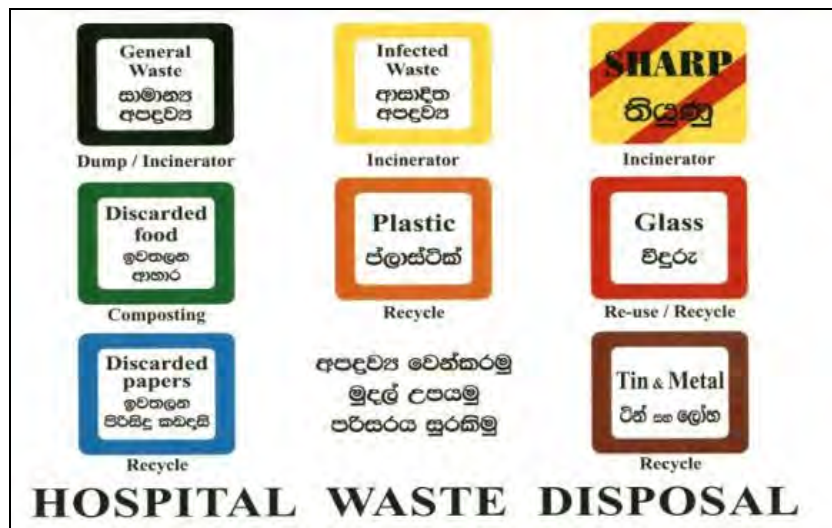 General
Waste
සාමාන්‍ය
අපද්‍රව්‍ය
Dump / Incinerator
Infected
Waste
ආසාදිත
අපද්‍රව්‍ය
Incinerator
SHARP
තියුණු
Incinerator
Discarded
food
ඉවතලන
ආහාර
Composting
Plastic
ප්ලාස්ටික්
Recycle
Glass
වීදුරු
Re-use / Recycle
Discarded
papers
ඉවතලන
පිරිසිදු කඩදාසි
Recycle
අපද්‍රව්‍ය වෙන්කරමු
මුදල් උපයමු
පරිසරය සුරකිමු
Tin & Metal
ටින් සහ ලෝහ
Recycle
HOSPITAL WASTE DISPOSAL